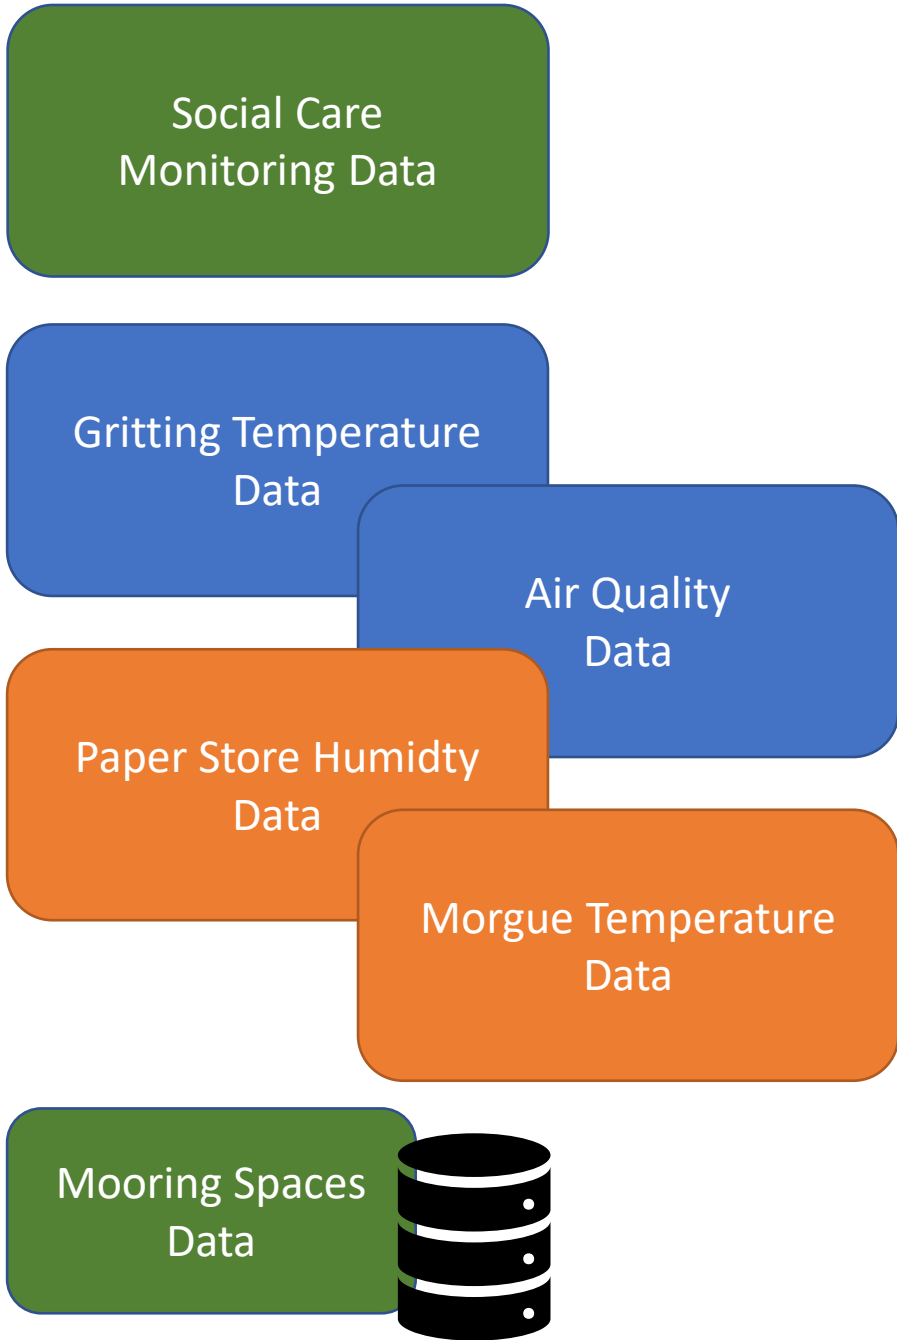 Social Care
Monitoring Data
Gritting Temperature
Data
Air Quality
Data
Paper Store Humidty
Data
Morgue Temperature
Data
Mooring Spaces
Data